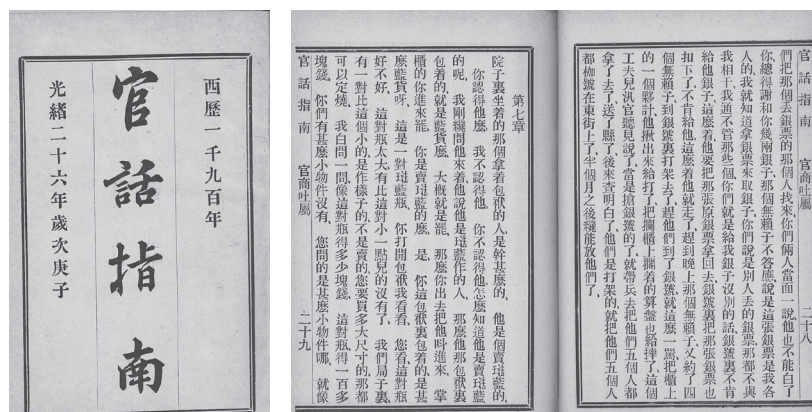 西歷一千九百年
官話指南
光緒二十六年歲次庚子
官話指南 官商吐屬 二十八
們把那個丟銀票的那個人找來、你們倆人當面一說、他也不能白了
你、總得謝和你幾兩銀子、那個無賴子不答應、說是這張銀票是我各
人的、我就知道拿銀票來取銀子、你們說是別人丟的銀票、那都不與
我相干、我通不管那些個、你們就是給我銀子、沒別的話、銀號裏不肯
給他銀子、這麼着他要把那張原銀票拿回去、銀號裏把那張銀票也
扣下了、不肯給他、這麼着他就走了、趕到晚上、那個無賴子又約了四
個無賴子、到銀號裏打架去了、趕他們到了銀號就這麼一罵、把櫃上
的一個夥計他揪出來給打了、把攔櫃上擱着的算盤也給摔了、這個
工夫兒汛官聽見說了、當是搶銀號的了、就帶兵去把他們五個人都
拿了去了、送了縣了、後來查明白了、他們是打架的、就把他們五個人
都枷號在東街上了、半個月之後纔能放他們了、
第七章
院子裏坐着的那個拿着包袱的人、是幹甚麼的、 他是個賣琺藍的、
你認得他麼、 我不認得他、 你不認得他、怎麼知道他是賣琺藍
的呢、 我剛纔問他來着、他說他是琺藍作的人、 那麼他那包袱裏
包着的、就是藍貨麼、 大概就是罷、 那麼你出去把他呌進來、 掌
櫃的你進來罷、 你是賣琺藍的麼、 是、 你這包袱裏包着的是甚
麼藍貨呀、 這是一對琺藍瓶、 你打開包袱我看看、 您看這對瓶
好不好、 這對瓶太大、有比這對小一點兒的沒有了、 我們局子裏
有一對比這個小的、是作樣子的、不是賣的、您要買多大尺寸的、那都
可以定燒、 我白問一問、像這對瓶得多少塊錢、 這對瓶得一百多
塊錢、 你們有甚麼小物件沒有、 您問的是甚麼小物件哪、 就像
官話指南 官商吐屬 二十九